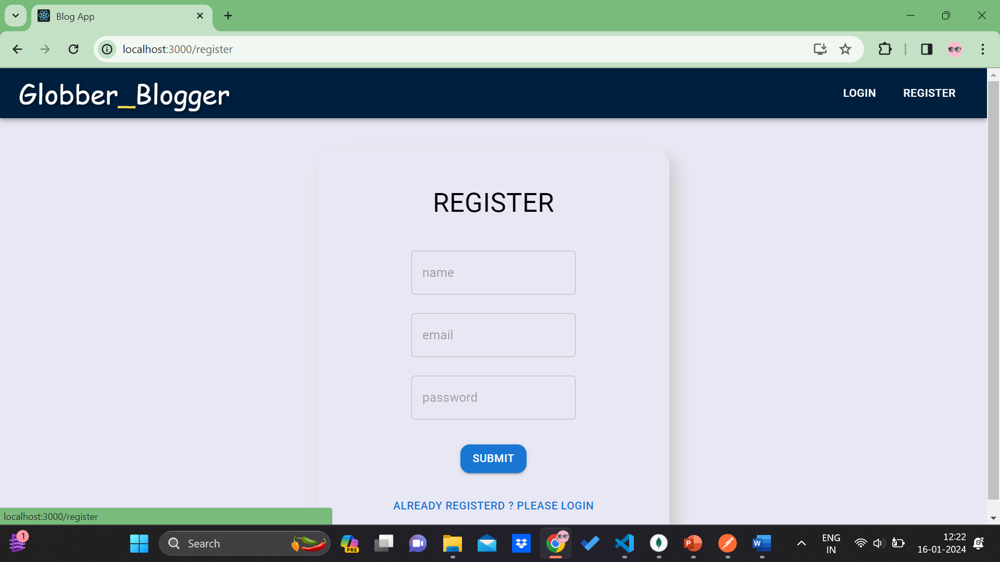 Blog App
localhost:3000/register
Globber_Blogger
LOGIN REGISTER
REGISTER
name
email
password
SUBMIT
ALREADY REGISTERD ? PLEASE LOGIN
localhost:3000/register
1
Search
PRE
P
W
ENG
IN
12:22
16-01-2024